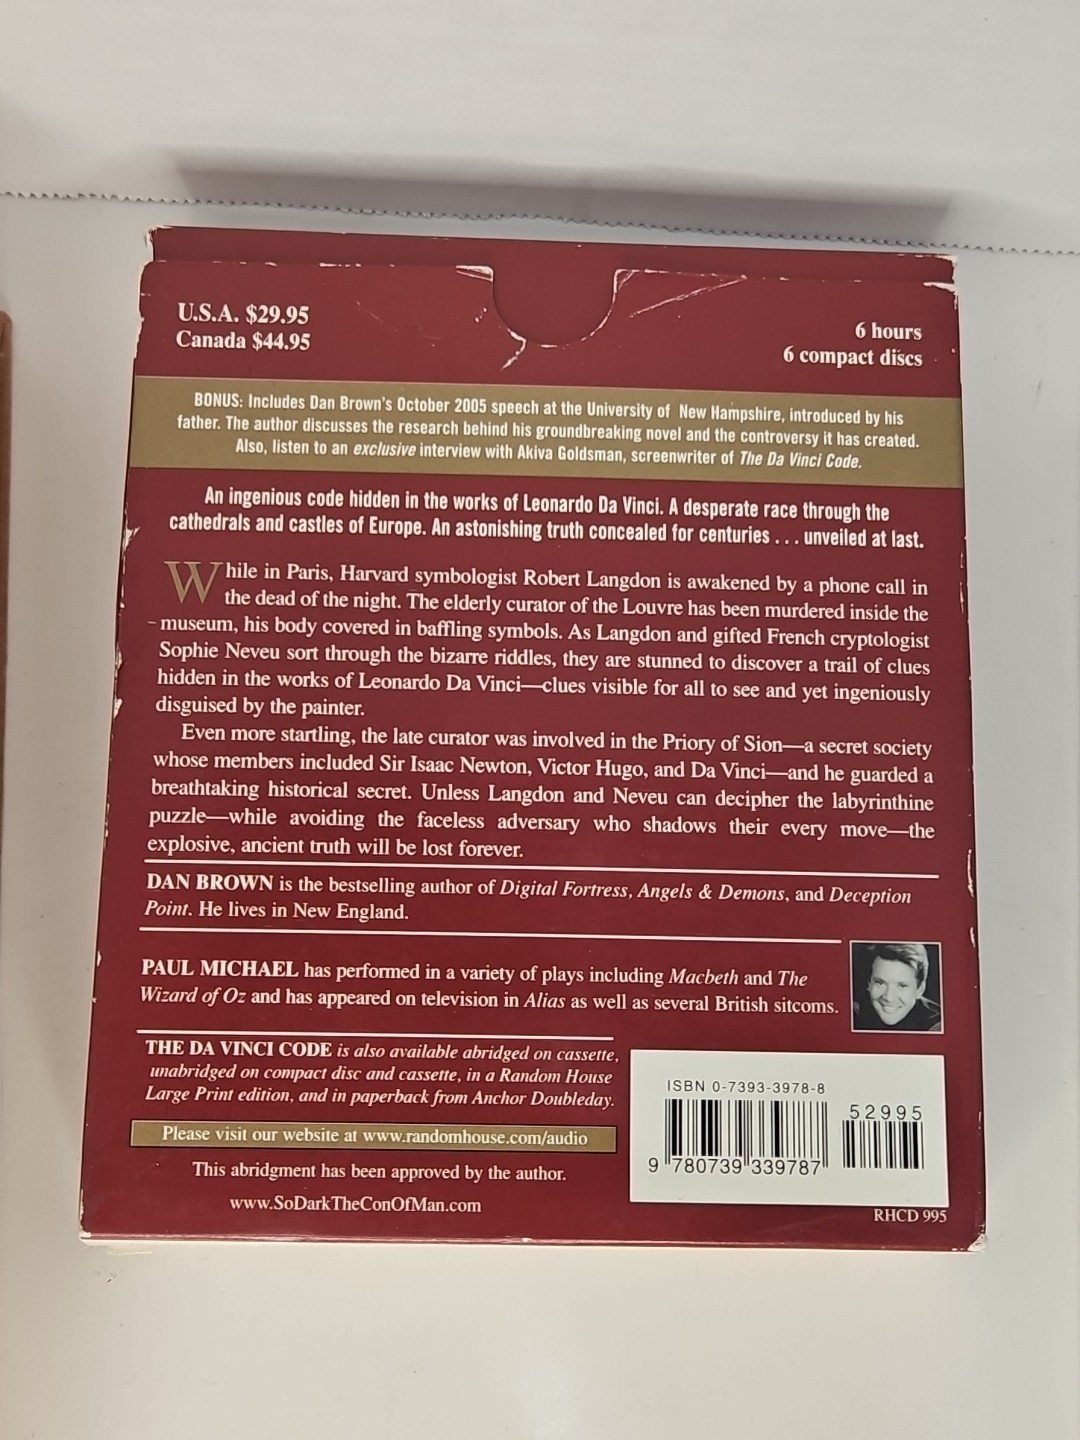 U.S.A. $29.95
Canada $44.95
6 hours
6 compact discs
BONUS: Includes Dan Brown's October 2005 speech at the University of New Hampshire, introduced by his
father. The author discusses the research behind his groundbreaking novel and the controversy it has created.
Also, listen to an exclusive interview with Akiva Goldsman, screenwriter of The Da Vinci Code.
An ingenious code hidden in the works of Leonardo Da Vinci. A desperate race through the
cathedrals and castles of Europe. An astonishing truth concealed for centuries . . . unveiled at last.
While in Paris, Harvard symbologist Robert Langdon is awakened by a phone call in
the dead of the night. The elderly curator of the Louvre has been murdered inside the
museum, his body covered in baffling symbols. As Langdon and gifted French cryptologist
Sophie Neveu sort through the bizarre riddles, they are stunned to discover a trail of clues
hidden in the works of Leonardo Da Vinci—clues visible for all to see and yet ingeniously
disguised by the painter.
Even more startling, the late curator was involved in the Priory of Sion—a secret society
whose members included Sir Isaac Newton, Victor Hugo, and Da Vinci—and he guarded a
breathtaking historical secret. Unless Langdon and Neveu can decipher the labyrinthine
puzzle—while avoiding the faceless adversary who shadows their every move—the
explosive, ancient truth will be lost forever.
DAN BROWN is the bestselling author of Digital Fortress, Angels & Demons, and Deception
Point. He lives in New England.
PAUL MICHAEL has performed in a variety of plays including Macbeth and The
Wizard of Oz and has appeared on television in Alias as well as several British sitcoms.
THE DA VINCI CODE is also available abridged on cassette,
unabridged on compact disc and cassette, in a Random House
Large Print edition, and in paperback from Anchor Doubleday.
Please visit our website at www.randomhouse.com/audio
This abridgment has been approved by the author.
www.SoDarkTheConOfMan.com
ISBN 0-7393-3978-8
52995
9 780739 339787
RHCD 995